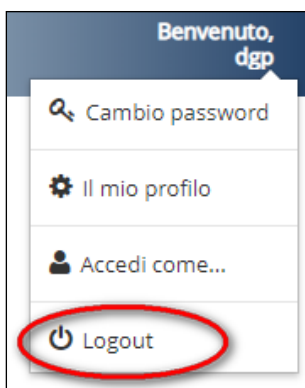 Benvenuto,
dgp
Cambio password
Il mio profilo
Accedi come...
Logout